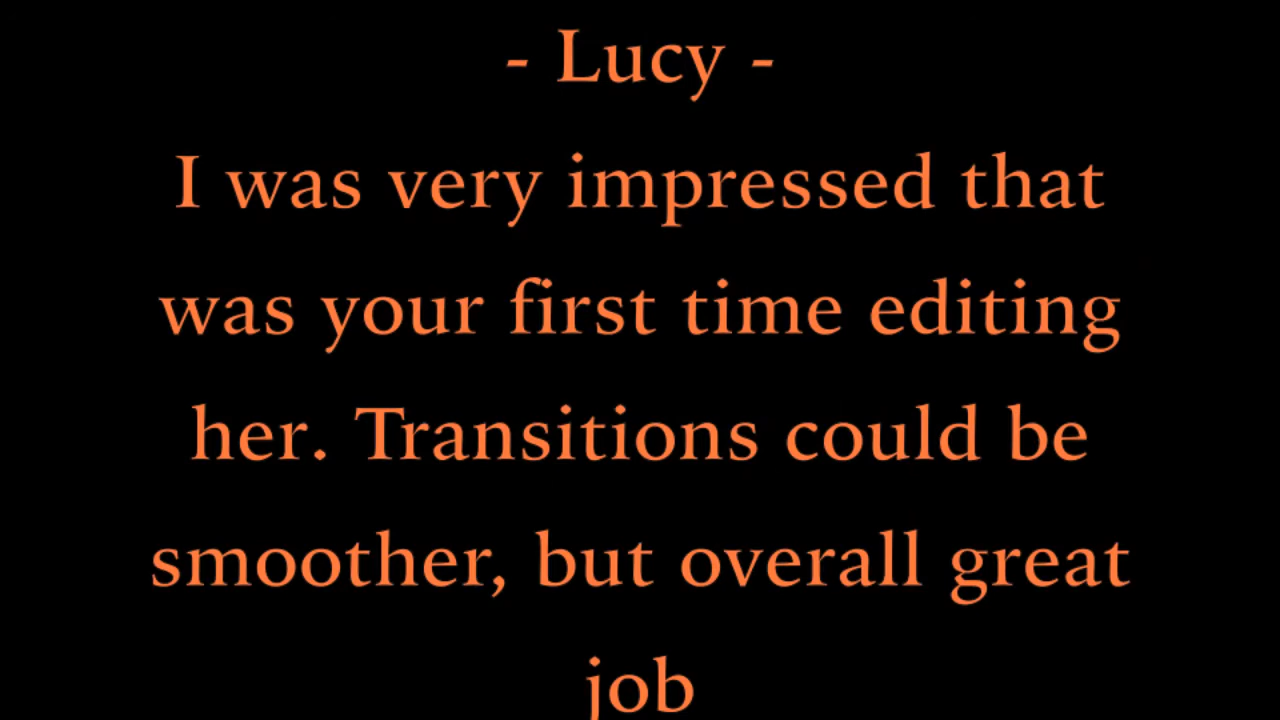 - Lucy -
I was very impressed that
was your first time editing
her. Transitions could be
smoother, but overall great
job